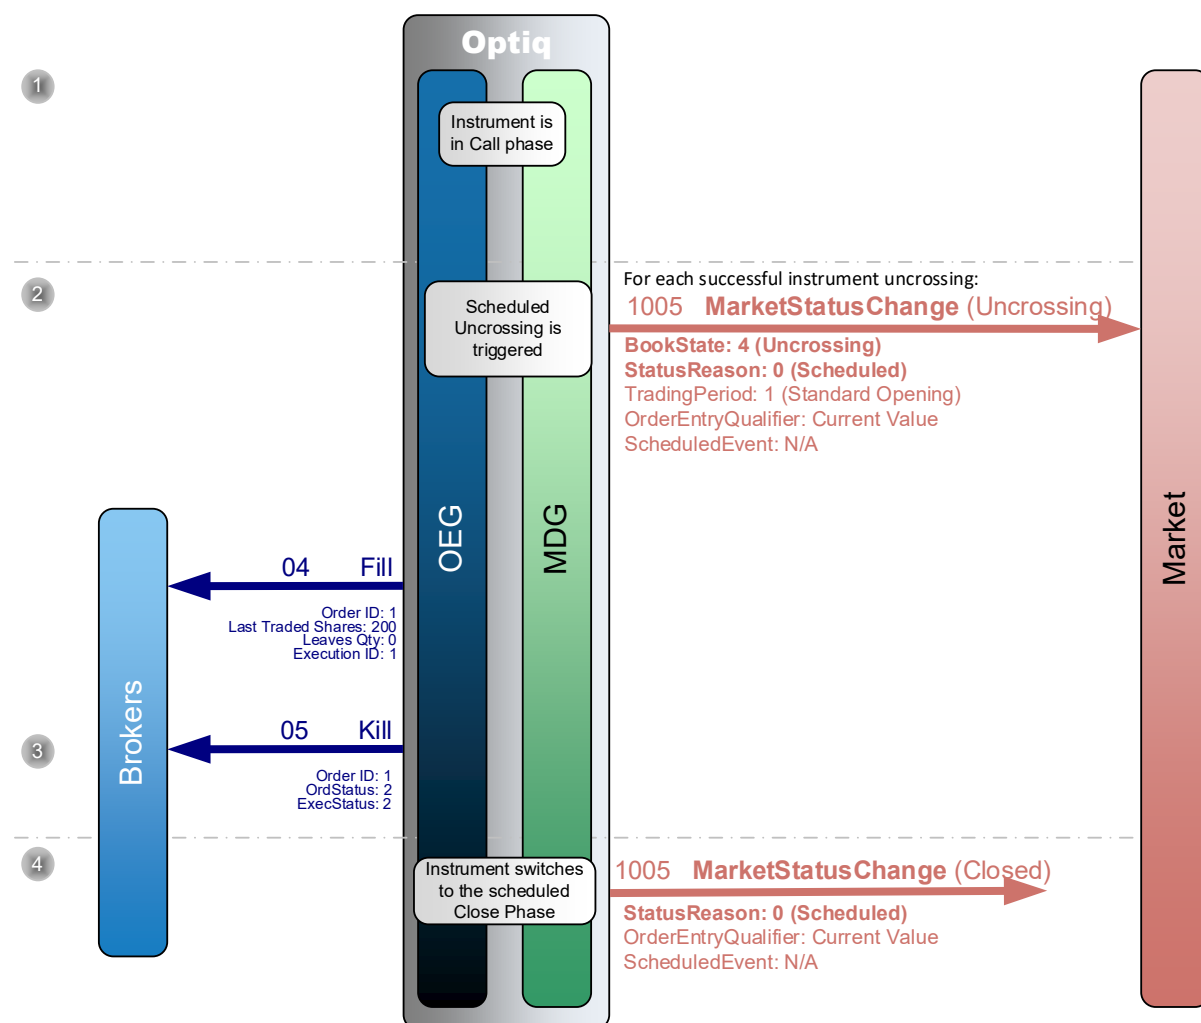 Optiq
1
Instrument is
in Call phase
2
Scheduled
Uncrossing is
triggered
For each successful instrument uncrossing:
1005 MarketStatusChange (Uncrossing)
BookState: 4 (Uncrossing)
StatusReason: 0 (Scheduled)
TradingPeriod: 1 (Standard Opening)
OrderEntryQualifier: Current Value
ScheduledEvent: N/A
OEG
MDG
Market
Brokers
04 Fill
Order ID: 1
Last Traded Shares: 200
Leaves Qty: 0
Execution ID: 1
3
05 Kill
Order ID: 1
OrdStatus: 2
ExecStatus: 2
4
Instrument switches
to the scheduled
Close Phase
1005 MarketStatusChange (Closed)
StatusReason: 0 (Scheduled)
OrderEntryQualifier: Current Value
ScheduledEvent: N/A